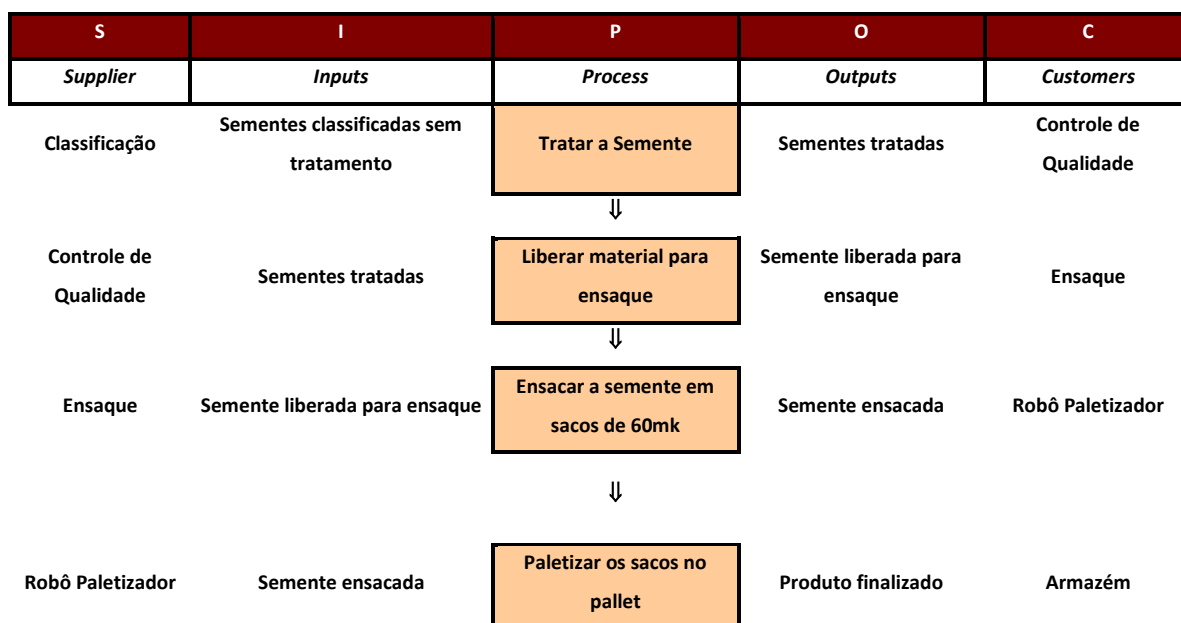 S I P O C
Supplier Inputs Process Outputs Customers
Classificação
Sementes classificadas sem
tratamento
Tratar a Semente
Sementes tratadas
Controle de
Qualidade
⇓
Controle de
Qualidade
Sementes tratadas
Liberar material para
ensaque
Semente liberada para
ensaque
Ensaque
⇓
Ensaque
Semente liberada para ensaque
Ensacar a semente em
sacos de 60mk
Semente ensacada
Robô Paletizador
⇓
Robô Paletizador
Semente ensacada
Paletizar os sacos no
pallet
Produto finalizado
Armazém